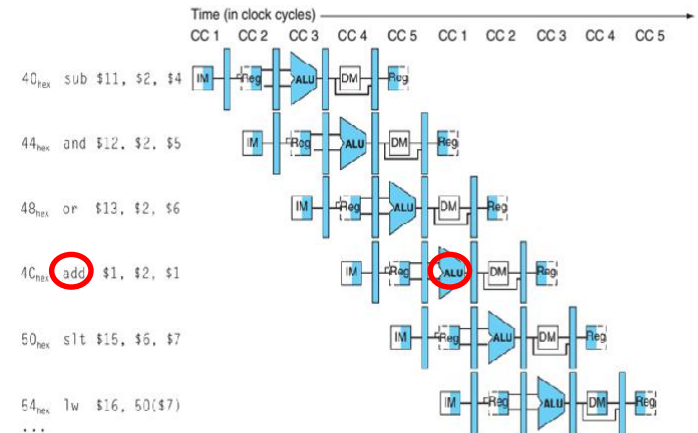 Time (in clock cycles)
CC 1 CC 2 CC 3 CC 4 CC 5 CC 1 CC 2 CC 3 CC 4 CC 5
40hex sub $11, $2, $4 IM Reg ALU DM Reg
44hex and $12, $2, $5 IM Reg ALU DM Reg
48hex or $13, $2, $6 IM Reg ALU DM Reg
4Chex add $1, $2, $1 IM Reg ALU DM Reg
50hex slt $15, $6, $7 IM Reg ALU DM Reg
54hex lw $16, 50($7) IM Reg ALU DM Reg
...